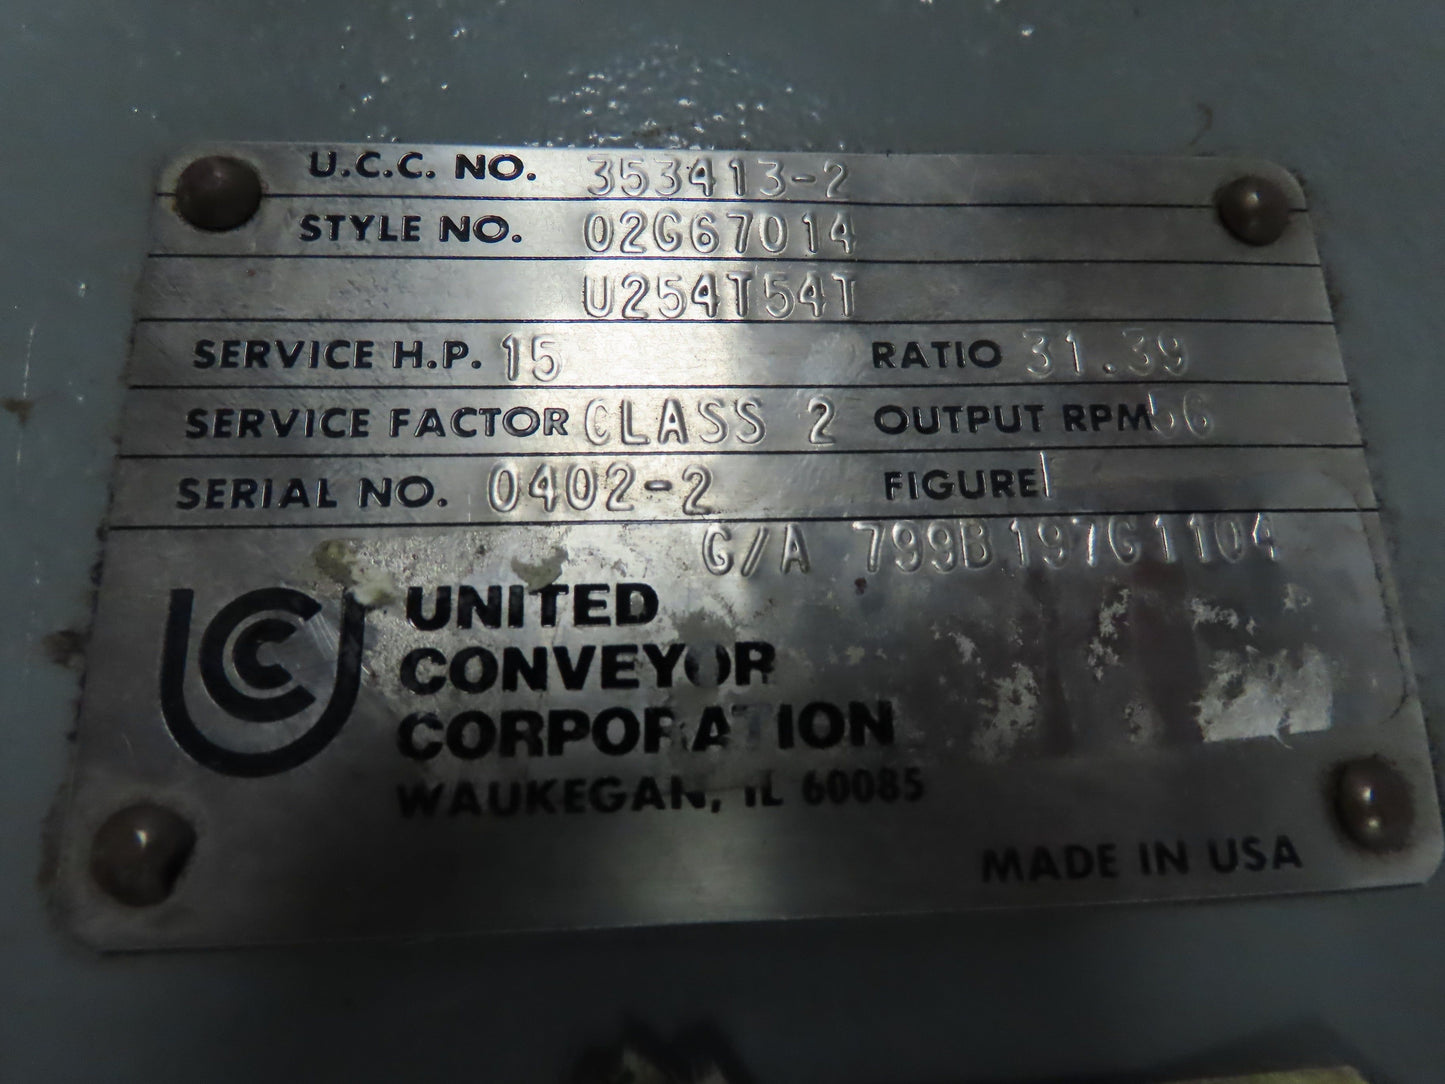 U.C.C. NO. 353413-2
STYLE NO. 02G67014
U254T54T
SERVICE H.P. 15 RATIO 31.39
SERVICE FACTOR CLASS 2 OUTPUT RPM 56
SERIAL NO. 0402-2 FIGURE
G/A 799B197G1104
UCC
UNITED
CONVEYOR
CORPORATION
WAUKEGAN, IL 60085
MADE IN USA